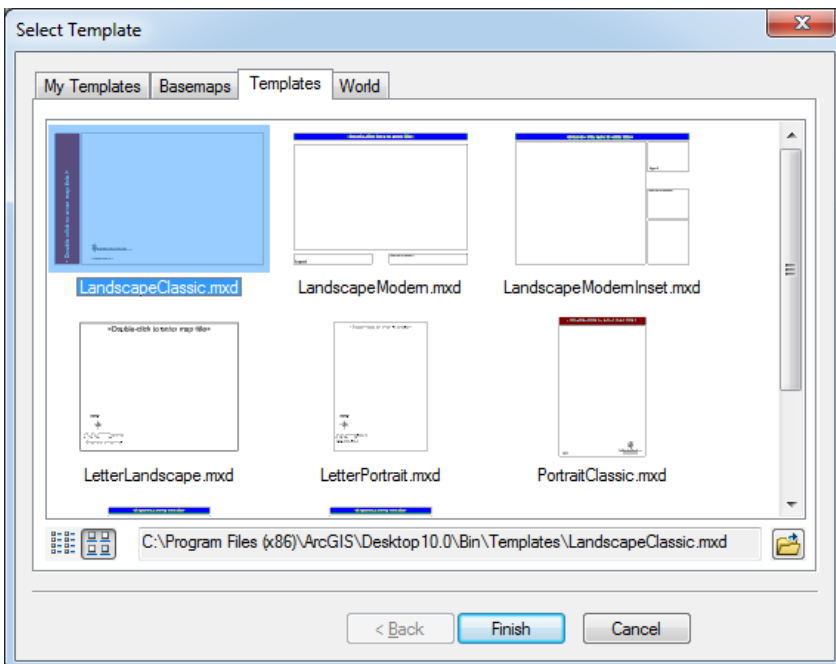 Select Template
My Templates
Basemaps
Templates
World
LandscapeClassic.mxd
LandscapeModern.mxd
LandscapeModernInset.mxd
<Double-click to enter map title>
LetterLandscape.mxd
LetterPortrait.mxd
PortraitClassic.mxd
C:\Program Files (x86)\ArcGIS\Desktop10.0\Bin\Templates\LandscapeClassic.mxd
< Back
Finish
Cancel